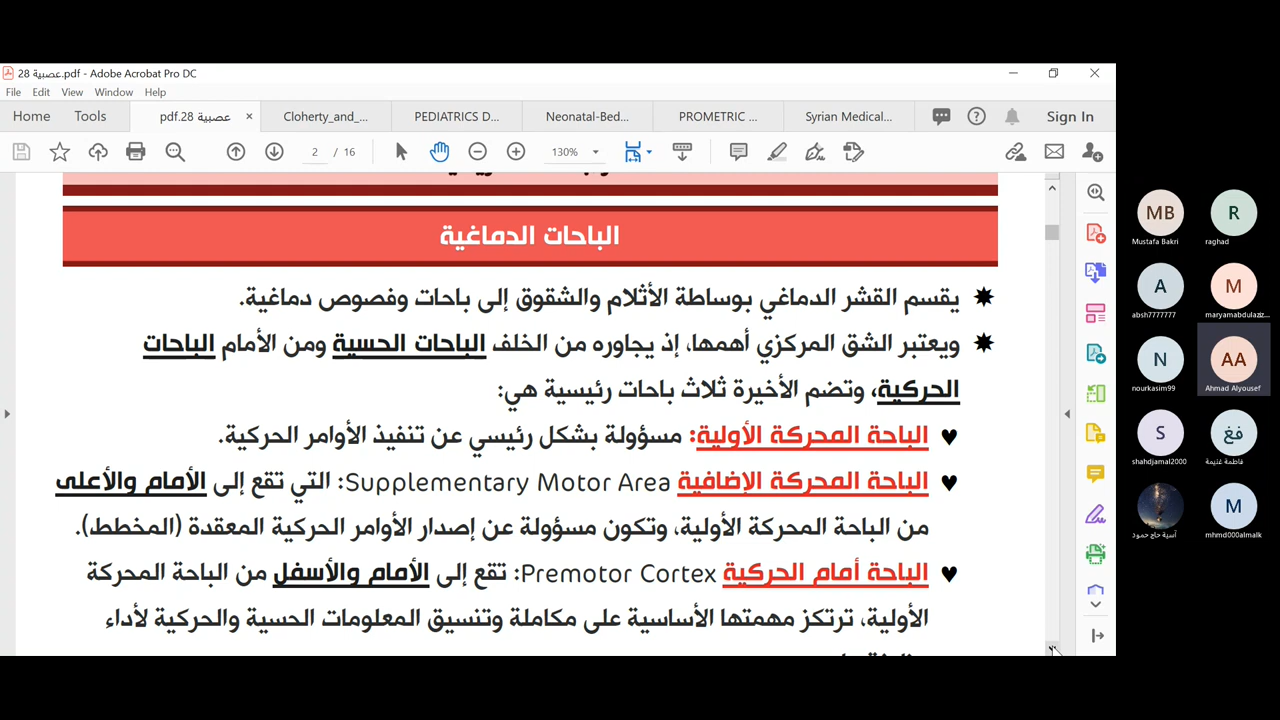 عصبية 28.pdf - Adobe Acrobat Pro DC
File Edit View Window Help
Home Tools عصبية 28.pdf × Cloherty_and_... PEDIATRICS D... Neonatal-Bed... PROMETRIC ... Syrian Medical... Sign In
2 / 16 130%
الباحات الدماغية
يقسم القشر الدماغي بوساطة الأثلام والشقوق إلى باحات وفصوص دماغية.
ويعتبر الشق المركزي أهمها، إذ يجاوره من الخلف الباحات الحسية ومن الأمام الباحات
الحركية، وتضم الأخيرة ثلاث باحات رئيسية هي:
♥ الباحة المحركة الأولية: مسؤولة بشكل رئيسي عن تنفيذ الأوامر الحركية.
♥ الباحة المحركة الإضافية Supplementary Motor Area: التي تقع إلى الأمام والأعلى
من الباحة المحركة الأولية، وتكون مسؤولة عن إصدار الأوامر الحركية المعقدة (المخطط).
♥ الباحة أمام الحركية Premotor Cortex: تقع إلى الأمام والأسفل من الباحة المحركة
الأولية، ترتكز مهمتها الأساسية على مكاملة وتنسيق المعلومات الحسية والحركية لأداء
MB R
Mustafa Bakri raghad
A M
absh7777777 maryamabdulaziz...
N AA
nourkasim99 Ahmad Alyousef
S فغ
shahdjamal2000 فاطمة غنيمة
M
آسية حاج حمود mhmd000almalk